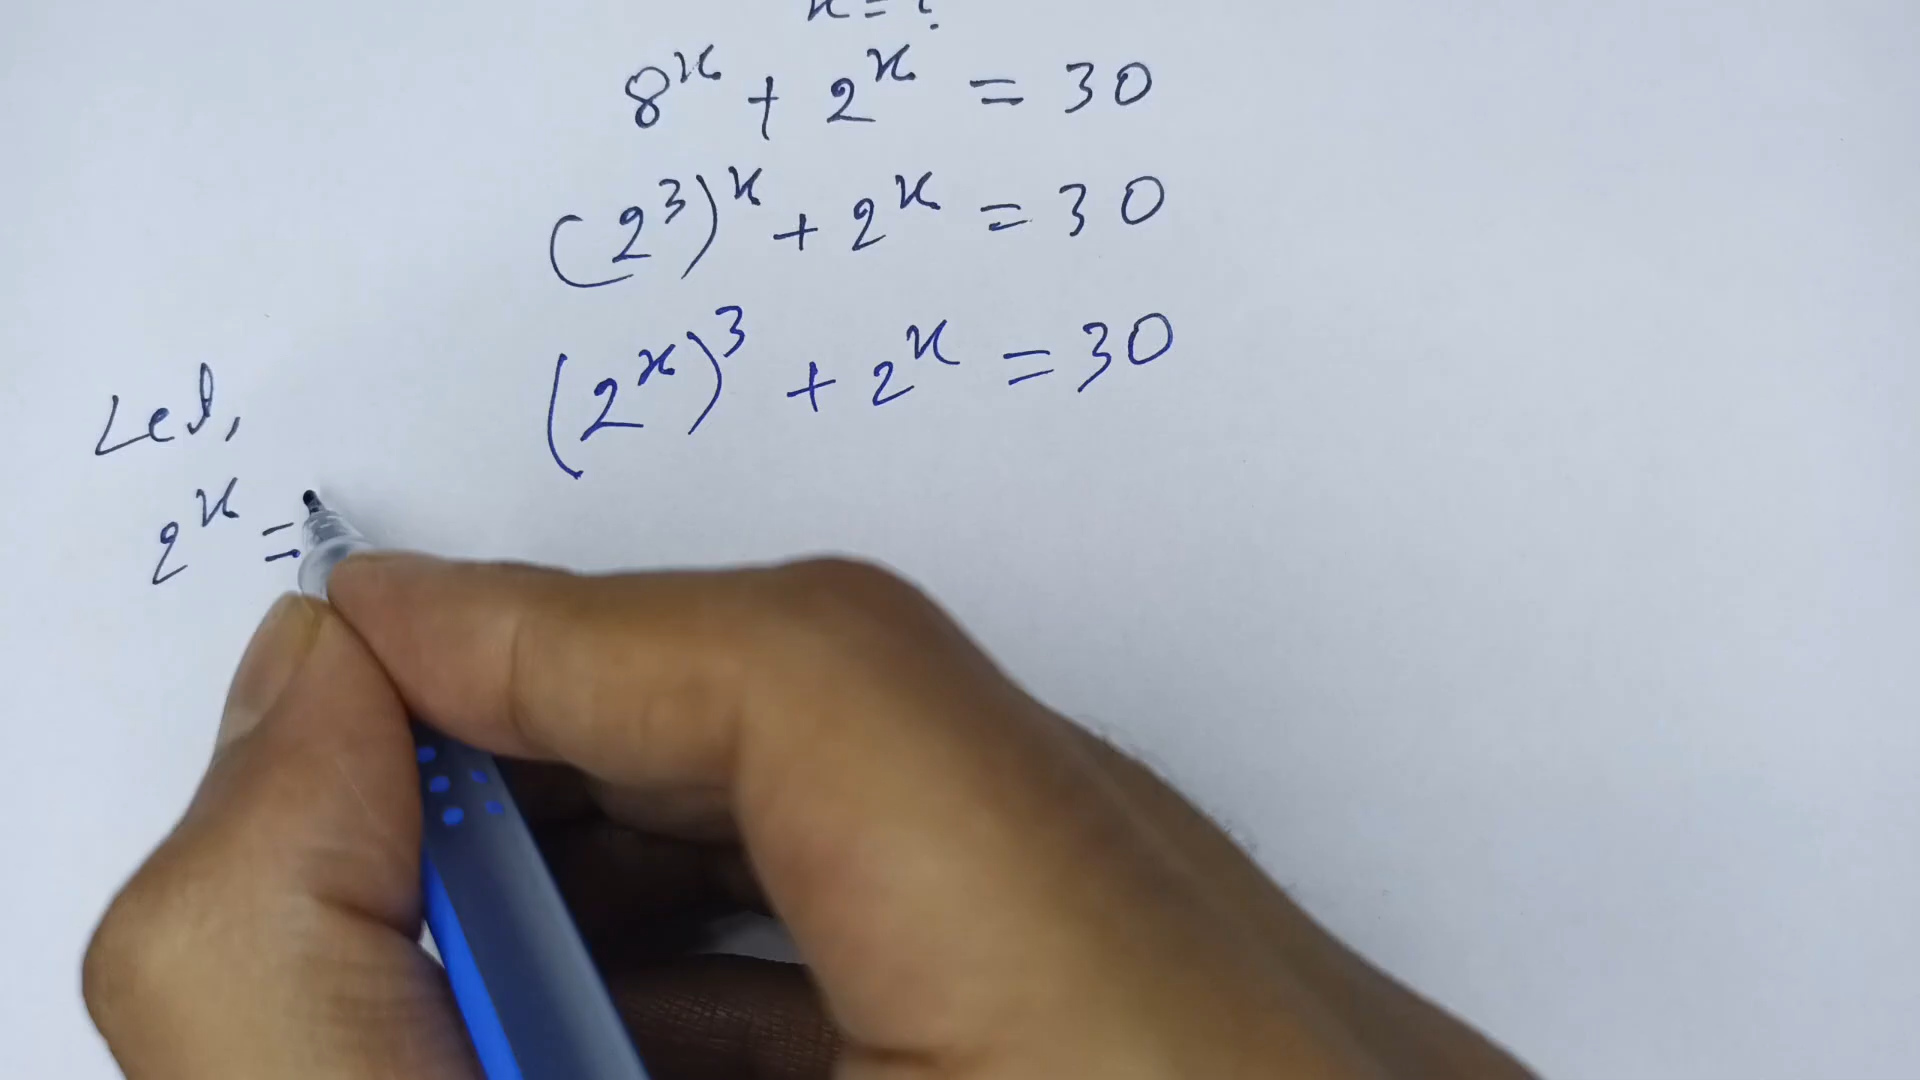 x = ?
8^x + 2^x = 30
(2^3)^x + 2^x = 30
(2^x)^3 + 2^x = 30
Let,
2^x =